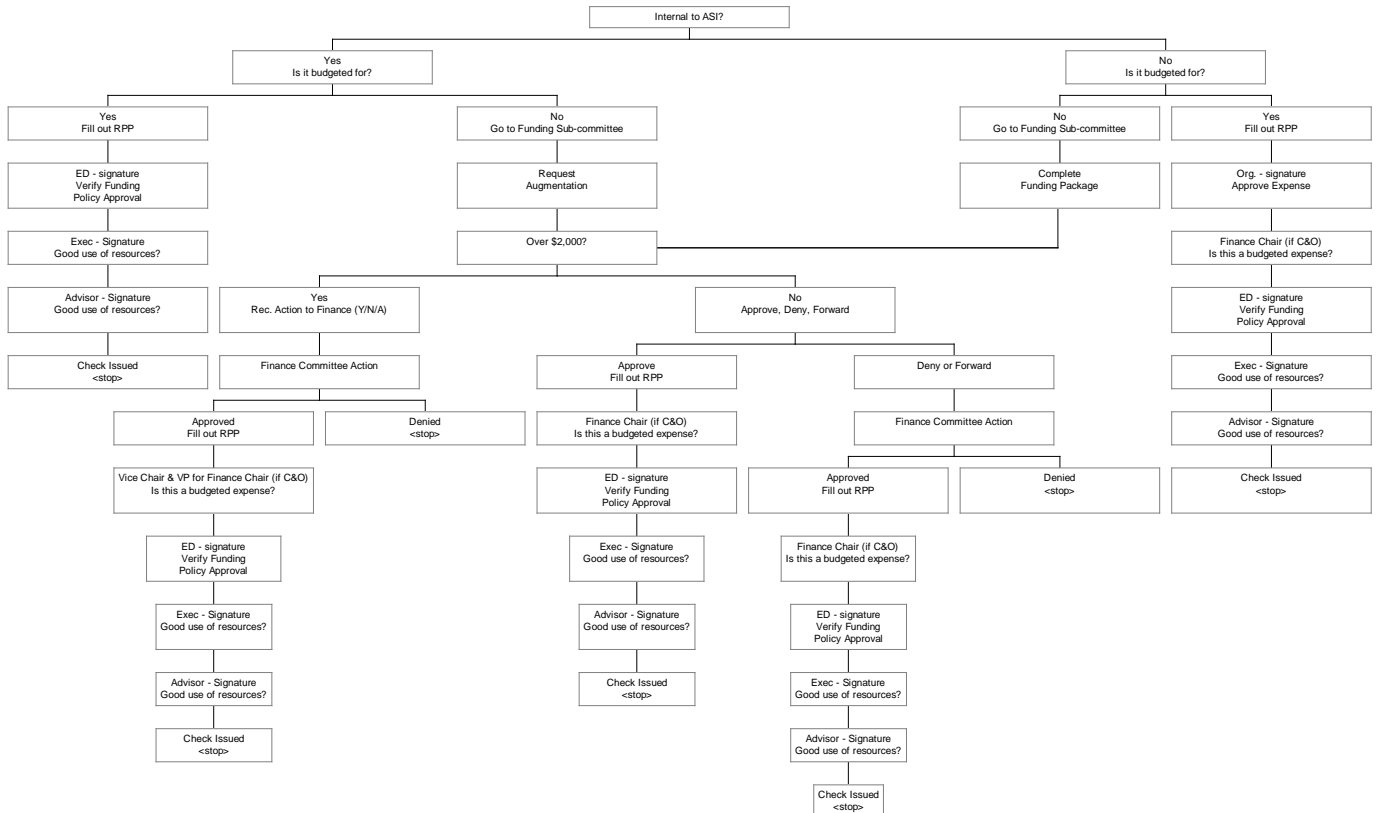 Internal to ASI?
Yes
Is it budgeted for?
No
Is it budgeted for?
Yes
Fill out RPP
No
Go to Funding Sub-committee
No
Go to Funding Sub-committee
Yes
Fill out RPP
ED - signature
Verify Funding
Policy Approval
Request
Augmentation
Complete
Funding Package
Org. - signature
Approve Expense
Exec - Signature
Good use of resources?
Over $2,000?
Finance Chair (if C&O)
Is this a budgeted expense?
Advisor - Signature
Good use of resources?
Yes
Rec. Action to Finance (Y/N/A)
No
Approve, Deny, Forward
ED - signature
Verify Funding
Policy Approval
Check Issued
<stop>
Finance Committee Action
Approve
Fill out RPP
Deny or Forward
Exec - Signature
Good use of resources?
Approved
Fill out RPP
Denied
<stop>
Finance Chair (if C&O)
Is this a budgeted expense?
Finance Committee Action
Advisor - Signature
Good use of resources?
Vice Chair & VP for Finance Chair (if C&O)
Is this a budgeted expense?
ED - signature
Verify Funding
Policy Approval
Approved
Fill out RPP
Denied
<stop>
Check Issued
<stop>
ED - signature
Verify Funding
Policy Approval
Exec - Signature
Good use of resources?
Finance Chair (if C&O)
Is this a budgeted expense?
Exec - Signature
Good use of resources?
Advisor - Signature
Good use of resources?
ED - signature
Verify Funding
Policy Approval
Advisor - Signature
Good use of resources?
Check Issued
<stop>
Exec - Signature
Good use of resources?
Check Issued
<stop>
Advisor - Signature
Good use of resources?
Check Issued
<stop>